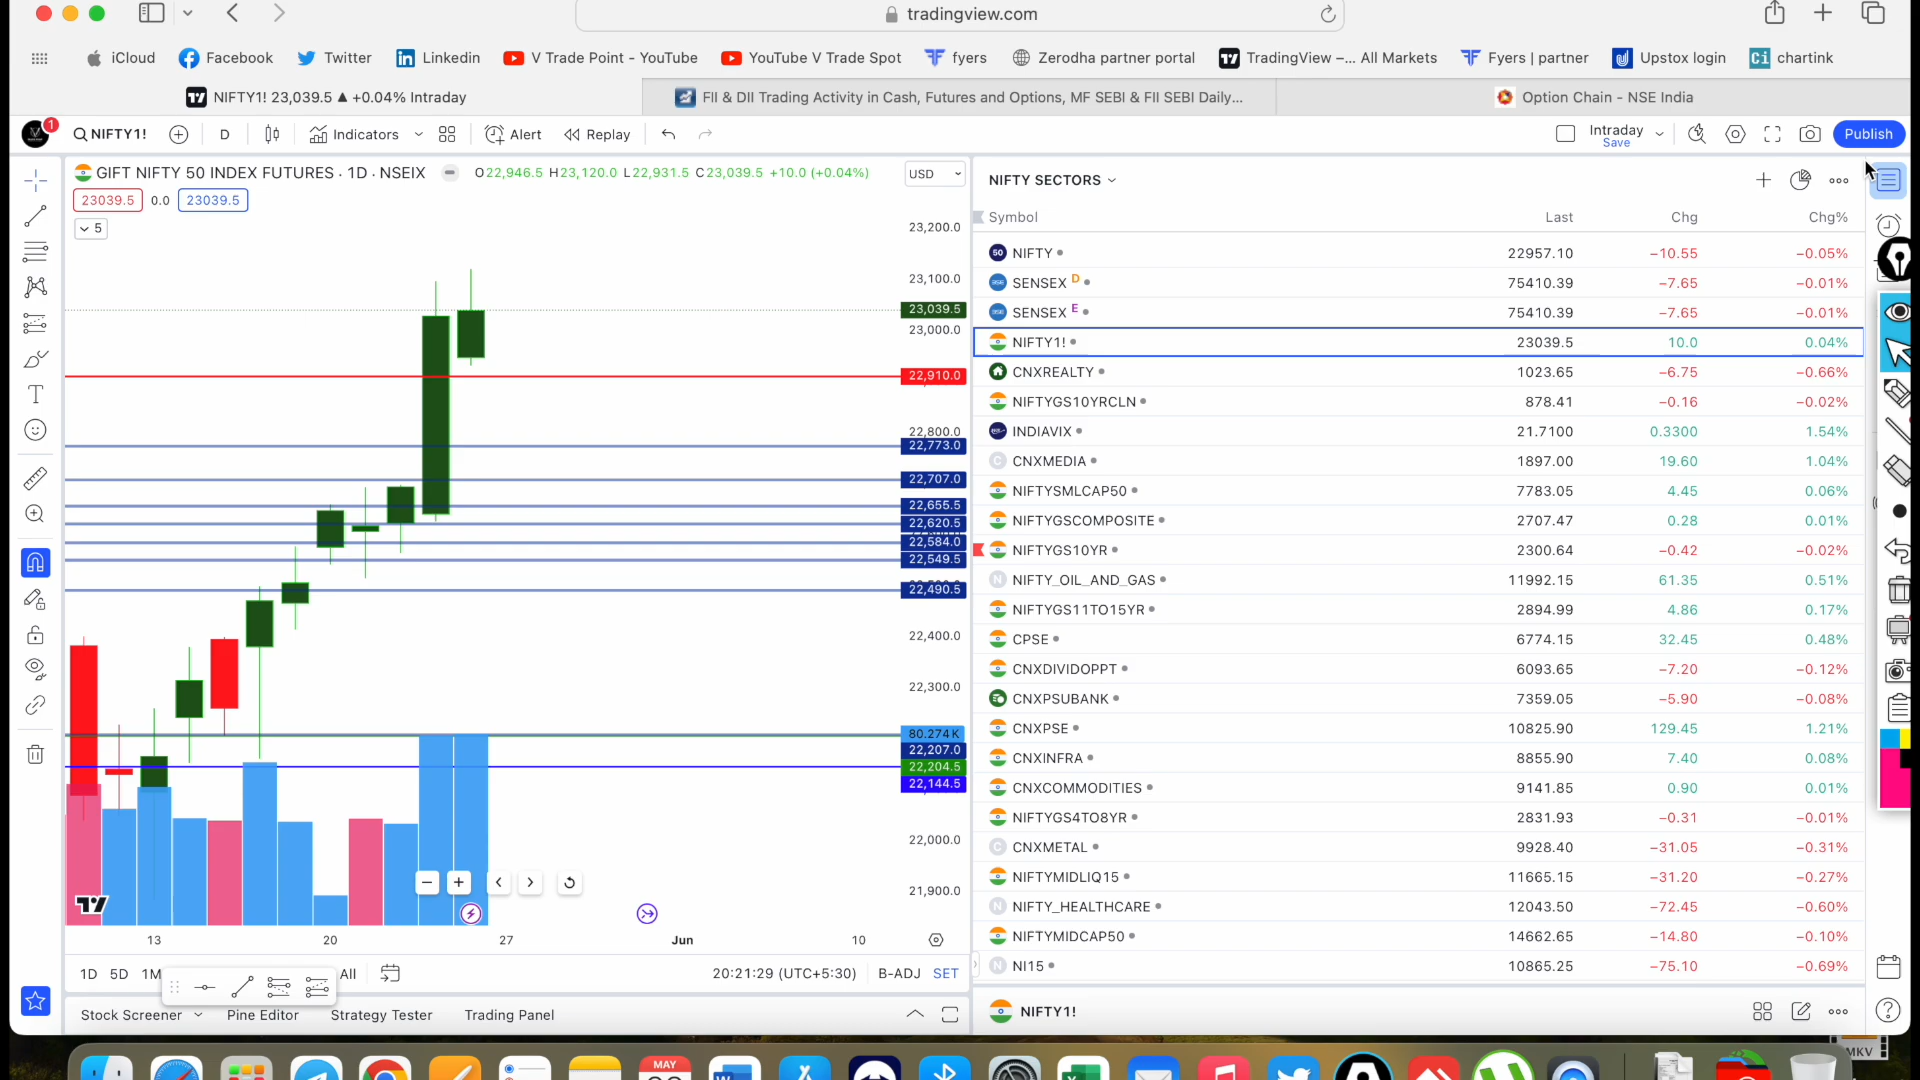 tradingview.com
iCloud Facebook Twitter Linkedin V Trade Point - YouTube YouTube V Trade Spot fyers Zerodha partner portal TradingView –... All Markets Fyers | partner Upstox login Ci chartink
NIFTY1! 23,039.5 ▲ +0.04% Intraday FII & DII Trading Activity in Cash, Futures and Options, MF SEBI & FII SEBI Daily... Option Chain - NSE India
1 NIFTY1! D Indicators Alert Replay Intraday Save Publish
GIFT NIFTY 50 INDEX FUTURES · 1D · NSEIX O22,946.5 H23,120.0 L22,931.5 C23,039.5 +10.0 (+0.04%) USD
23039.5 0.0 23039.5
5
23,200.0
23,100.0
23,039.5
23,000.0
22,910.0
22,800.0
22,773.0
22,707.0
22,655.5
22,620.5
22,584.0
22,549.5
22,490.5
22,400.0
22,300.0
80.274K
22,207.0
22,204.5
22,144.5
22,000.0
21,900.0
13 20 27 Jun 10
1D 5D 1M All 20:21:29 (UTC+5:30) B-ADJ SET
Stock Screener Pine Editor Strategy Tester Trading Panel
NIFTY SECTORS
Symbol Last Chg Chg%
NIFTY 22957.10 −10.55 −0.05%
SENSEX D 75410.39 −7.65 −0.01%
SENSEX E 75410.39 −7.65 −0.01%
NIFTY1! 23039.5 10.0 0.04%
CNXREALTY 1023.65 −6.75 −0.66%
NIFTYGS10YRCLN 878.41 −0.16 −0.02%
INDIAVIX 21.7100 0.3300 1.54%
CNXMEDIA 1897.00 19.60 1.04%
NIFTYSMLCAP50 7783.05 4.45 0.06%
NIFTYGSCOMPOSITE 2707.47 0.28 0.01%
NIFTYGS10YR 2300.64 −0.42 −0.02%
NIFTY_OIL_AND_GAS 11992.15 61.35 0.51%
NIFTYGS11TO15YR 2894.99 4.86 0.17%
CPSE 6774.15 32.45 0.48%
CNXDIVIDOPPT 6093.65 −7.20 −0.12%
CNXPSUBANK 7359.05 −5.90 −0.08%
CNXPSE 10825.90 129.45 1.21%
CNXINFRA 8855.90 7.40 0.08%
CNXCOMMODITIES 9141.85 0.90 0.01%
NIFTYGS4TO8YR 2831.93 −0.31 −0.01%
CNXMETAL 9928.40 −31.05 −0.31%
NIFTYMIDLIQ15 11665.15 −31.20 −0.27%
NIFTY_HEALTHCARE 12043.50 −72.45 −0.60%
NIFTYMIDCAP50 14662.65 −14.80 −0.10%
NI15 10865.25 −75.10 −0.69%
NIFTY1!
MAY
MKV